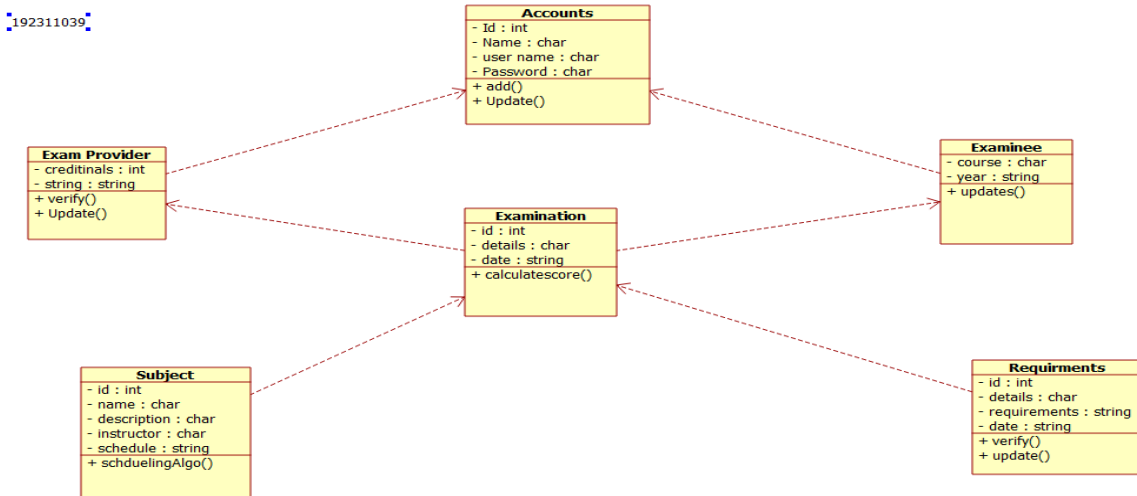 192311039
Accounts
- Id : int
- Name : char
- user name : char
- Password : char
+ add()
+ Update()
Exam Provider
- creditinals : int
- string : string
+ verify()
+ Update()
Examinee
- course : char
- year : string
+ updates()
Examination
- id : int
- details : char
- date : string
+ calculatescore()
Subject
- id : int
- name : char
- description : char
- instructor : char
- schedule : string
+ schduelingAlgo()
Requirments
- id : int
- details : char
- requirements : string
- date : string
+ verify()
+ update()